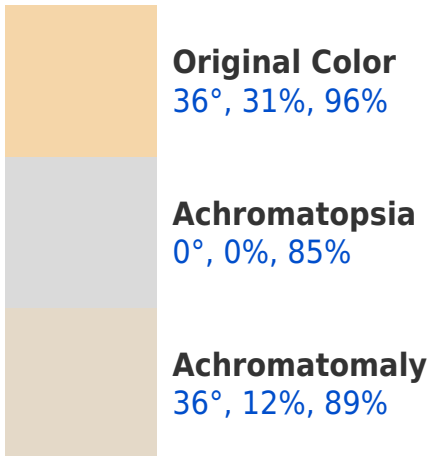 Original Color
36°, 31%, 96%
Achromatopsia
0°, 0%, 85%
Achromatomaly
36°, 12%, 89%